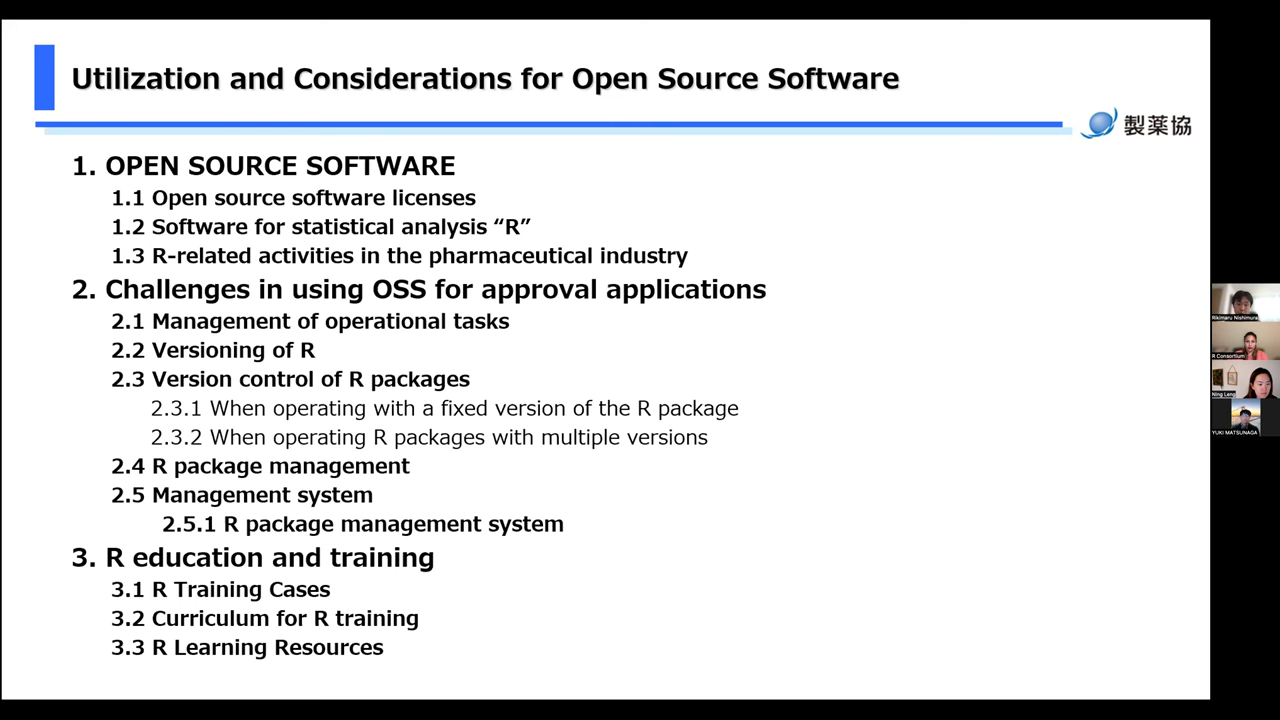 Utilization and Considerations for Open Source Software
製薬協
1. OPEN SOURCE SOFTWARE
1.1 Open source software licenses
1.2 Software for statistical analysis “R”
1.3 R-related activities in the pharmaceutical industry
2. Challenges in using OSS for approval applications
2.1 Management of operational tasks
2.2 Versioning of R
2.3 Version control of R packages
2.3.1 When operating with a fixed version of the R package
2.3.2 When operating R packages with multiple versions
2.4 R package management
2.5 Management system
2.5.1 R package management system
3. R education and training
3.1 R Training Cases
3.2 Curriculum for R training
3.3 R Learning Resources
Rikimaru Nishimura
R Consortium
Ning Leng
YUKI MATSUNAGA